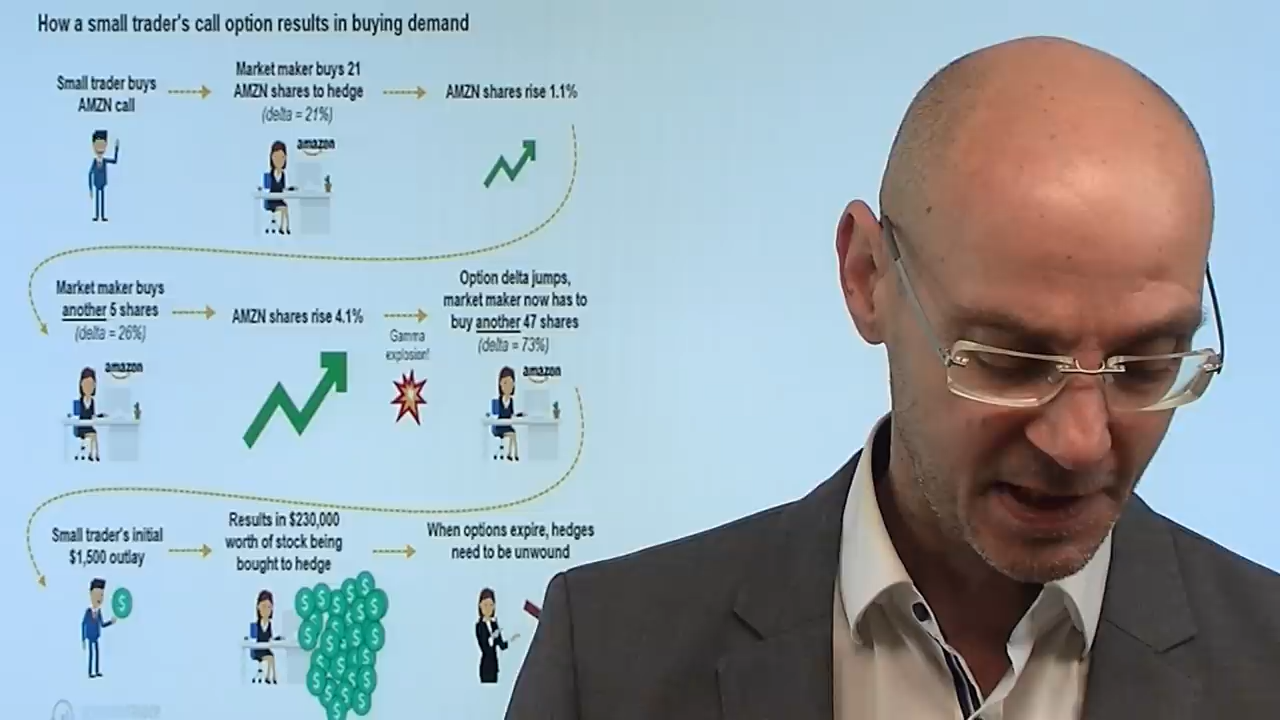 How a small trader's call option results in buying demand
Small trader buys
AMZN call
Market maker buys 21
AMZN shares to hedge
(delta = 21%)
AMZN shares rise 1.1%
amazon
Market maker buys
another 5 shares
(delta = 26%)
AMZN shares rise 4.1%
Gamma
explosion!
Option delta jumps,
market maker now has to
buy another 47 shares
(delta = 73%)
amazon
amazon
Small trader's initial
$1,500 outlay
Results in $230,000
worth of stock being
bought to hedge
When options expire, hedges
need to be unwound